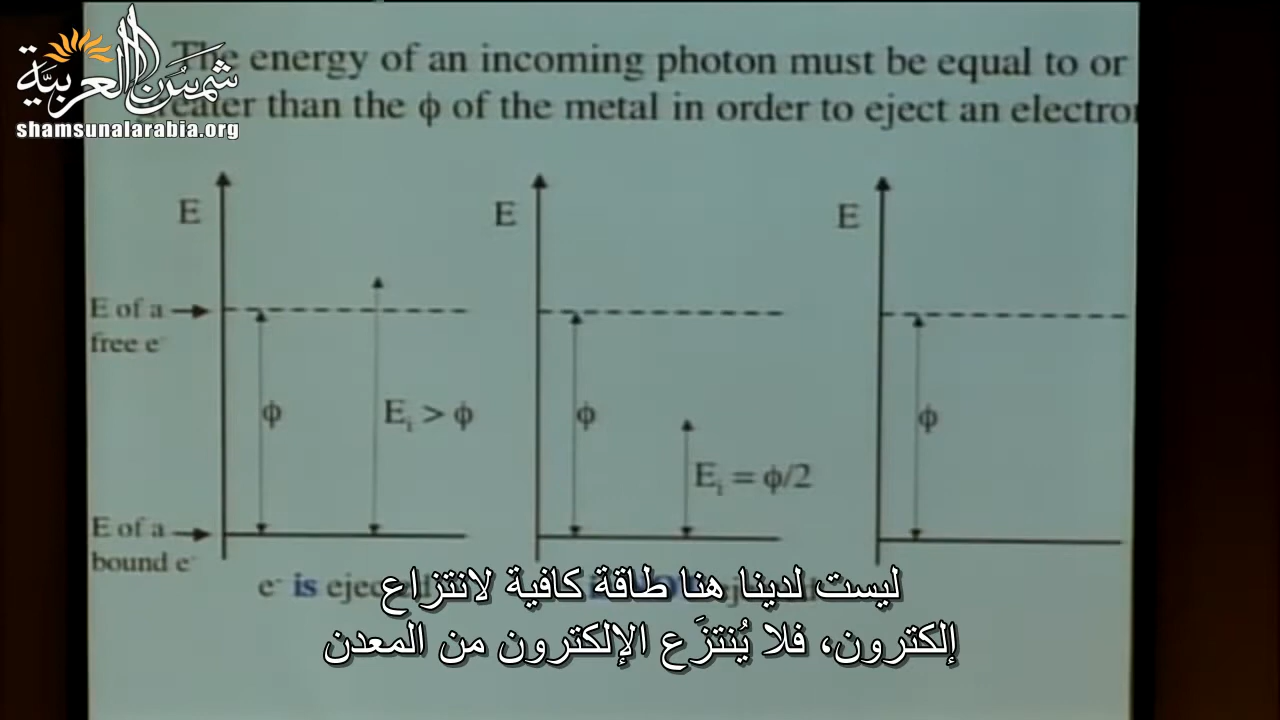 شمس العربية
shamsunalarabia.org
The energy of an incoming photon must be equal to or
than the ϕ of the metal in order to eject an electron
E
E
E
E of a
free e⁻
ϕ
Eᵢ > ϕ
ϕ
Eᵢ = ϕ/2
ϕ
E of a
bound e⁻
e⁻ is
ليست لدينا هنا طاقة كافية لانتزاع
إلكترون، فلا يُنتزَع الإلكترون من المعدن